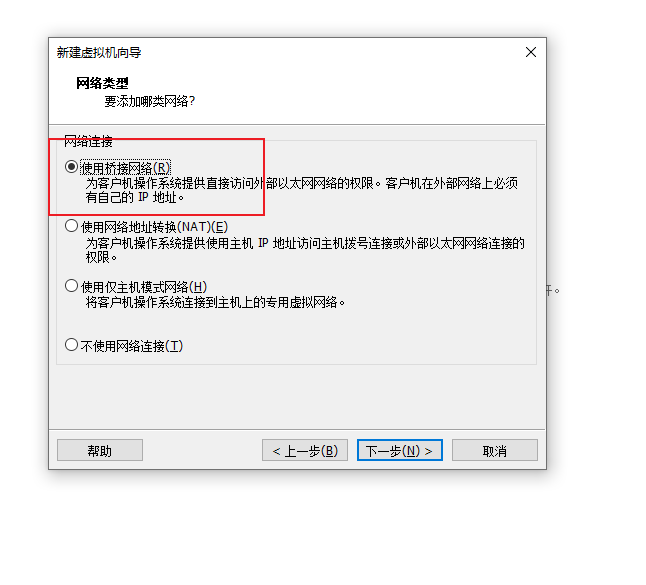 新建虚拟机向导
网络类型
要添加哪类网络?
网络连接
使用桥接网络(R)
为客户机操作系统提供直接访问外部以太网网络的权限。客户机在外部网络上必须
有自己的 IP 地址。
使用网络地址转换(NAT)(E)
为客户机操作系统提供使用主机 IP 地址访问主机拨号连接或外部以太网网络连接的
权限。
使用仅主机模式网络(H)
将客户机操作系统连接到主机上的专用虚拟网络。
不使用网络连接(T)
帮助
< 上一步(B)
下一步(N) >
取消